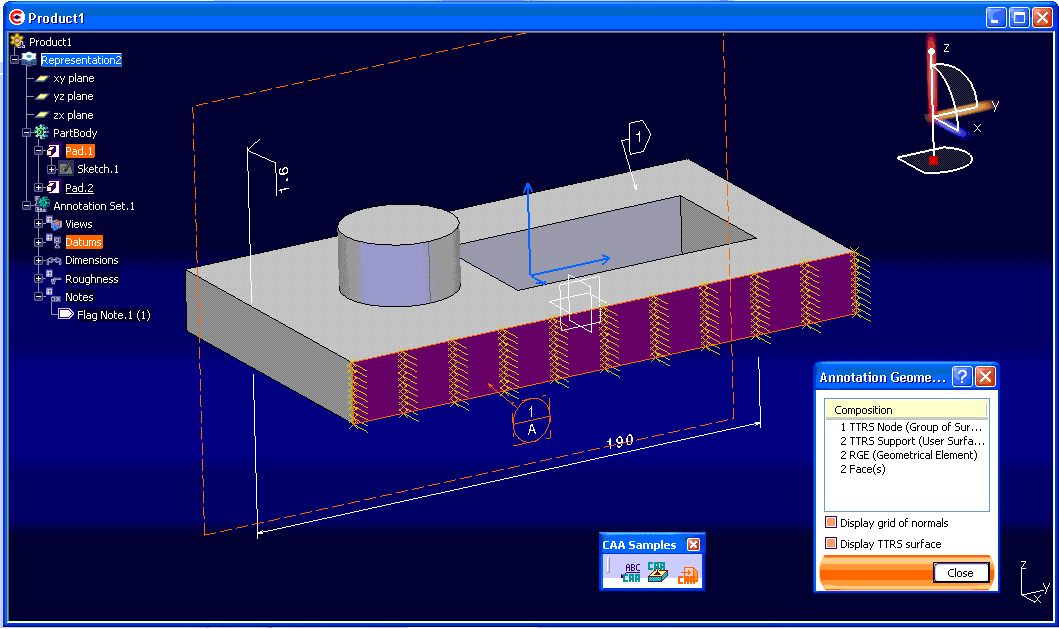 Product1
Product1
Representation2
xy plane
yz plane
zx plane
PartBody
Pad.1
Sketch.1
Pad.2
Annotation Set.1
Views
Datums
Dimensions
Roughness
Notes
Flag Note.1 (1)
1.6
1
1
A
190
z
y
x
Annotation Geome...
?
Composition
1 TTRS Node (Group of Sur...
2 TTRS Support (User Surfa...
2 RGE (Geometrical Element)
2 Face(s)
Display grid of normals
Display TTRS surface
Close
CAA Samples
ABC
CAA
CAA
CAA
z
y
x